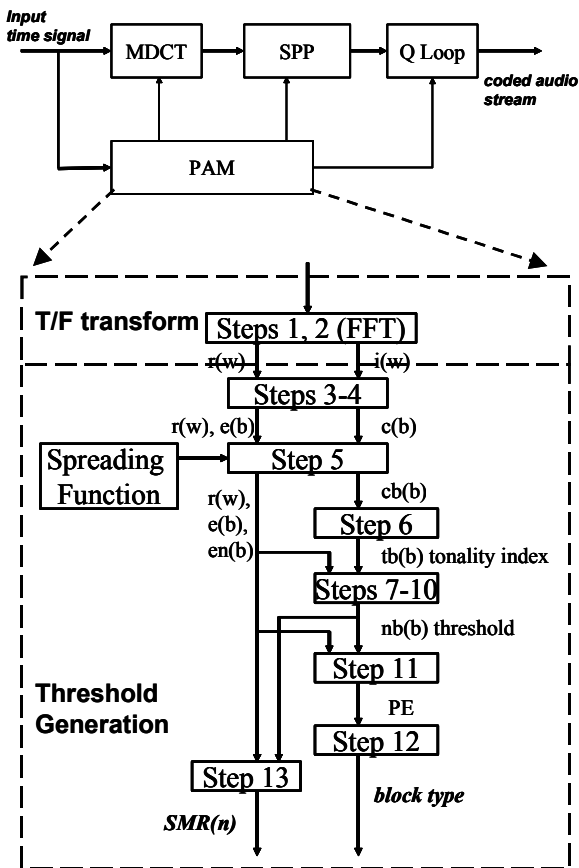 Input
time signal
MDCT
SPP
Q Loop
coded audio
stream
PAM
T/F transform
Steps 1, 2 (FFT)
r(w)
i(w)
Steps 3-4
r(w), e(b)
c(b)
Spreading
Function
Step 5
r(w),
e(b),
en(b)
cb(b)
Step 6
tb(b) tonality index
Steps 7-10
nb(b) threshold
Step 11
Threshold
Generation
PE
Step 12
Step 13
block type
SMR(n)